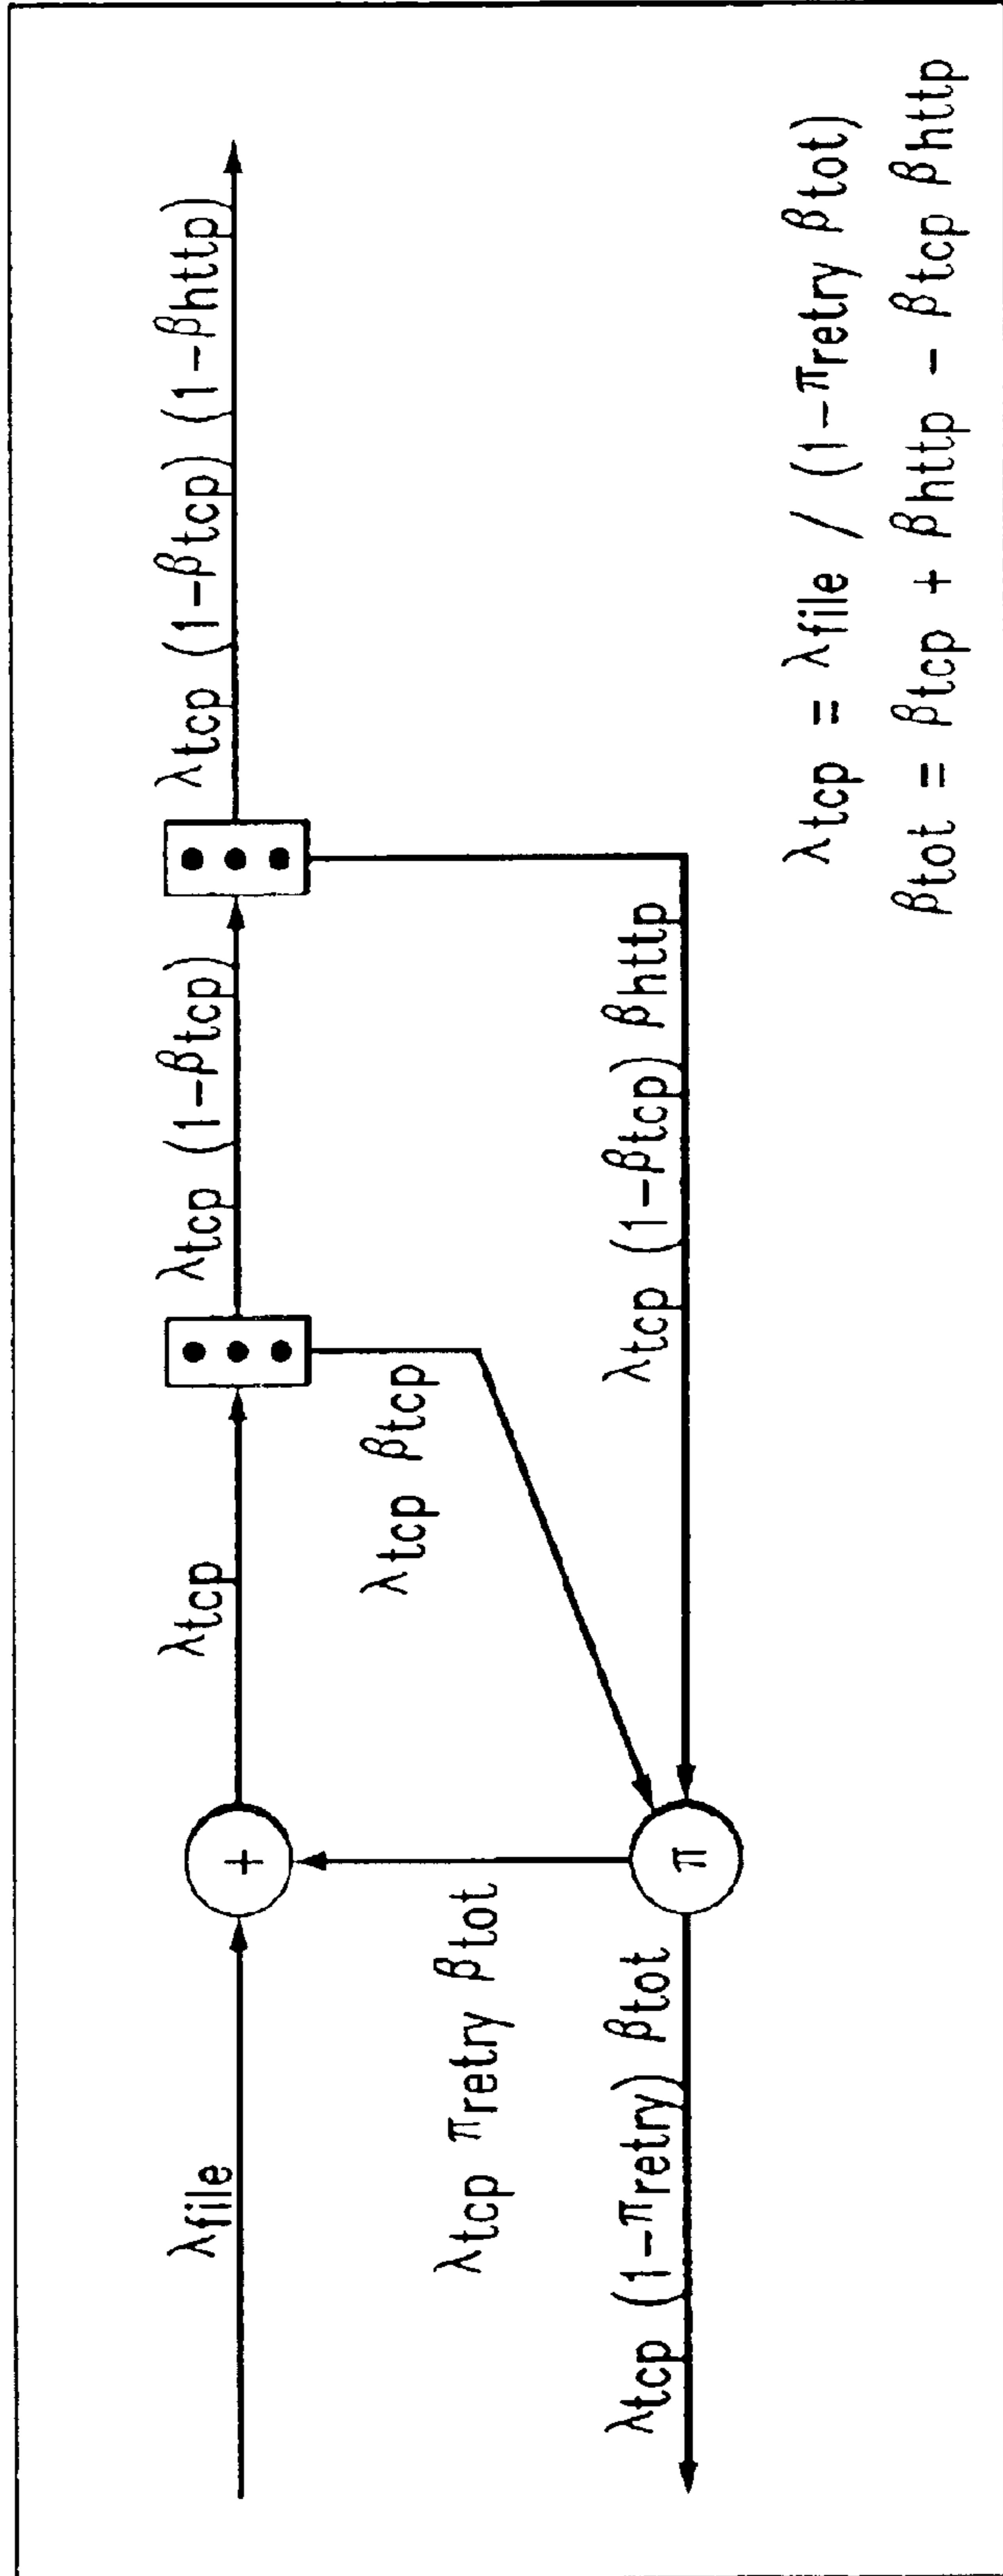 λfile
+
λtcp
λtcp (1-βtcp)
λtcp (1-βtcp) (1-βhttp)
λtcp βtcp
λtcp πretry βtot
λtcp (1-πretry) βtot
π
λtcp (1-βtcp) βhttp
λtcp = λfile / (1-πretry βtot)
βtot = βtcp + βhttp - βtcp βhttp